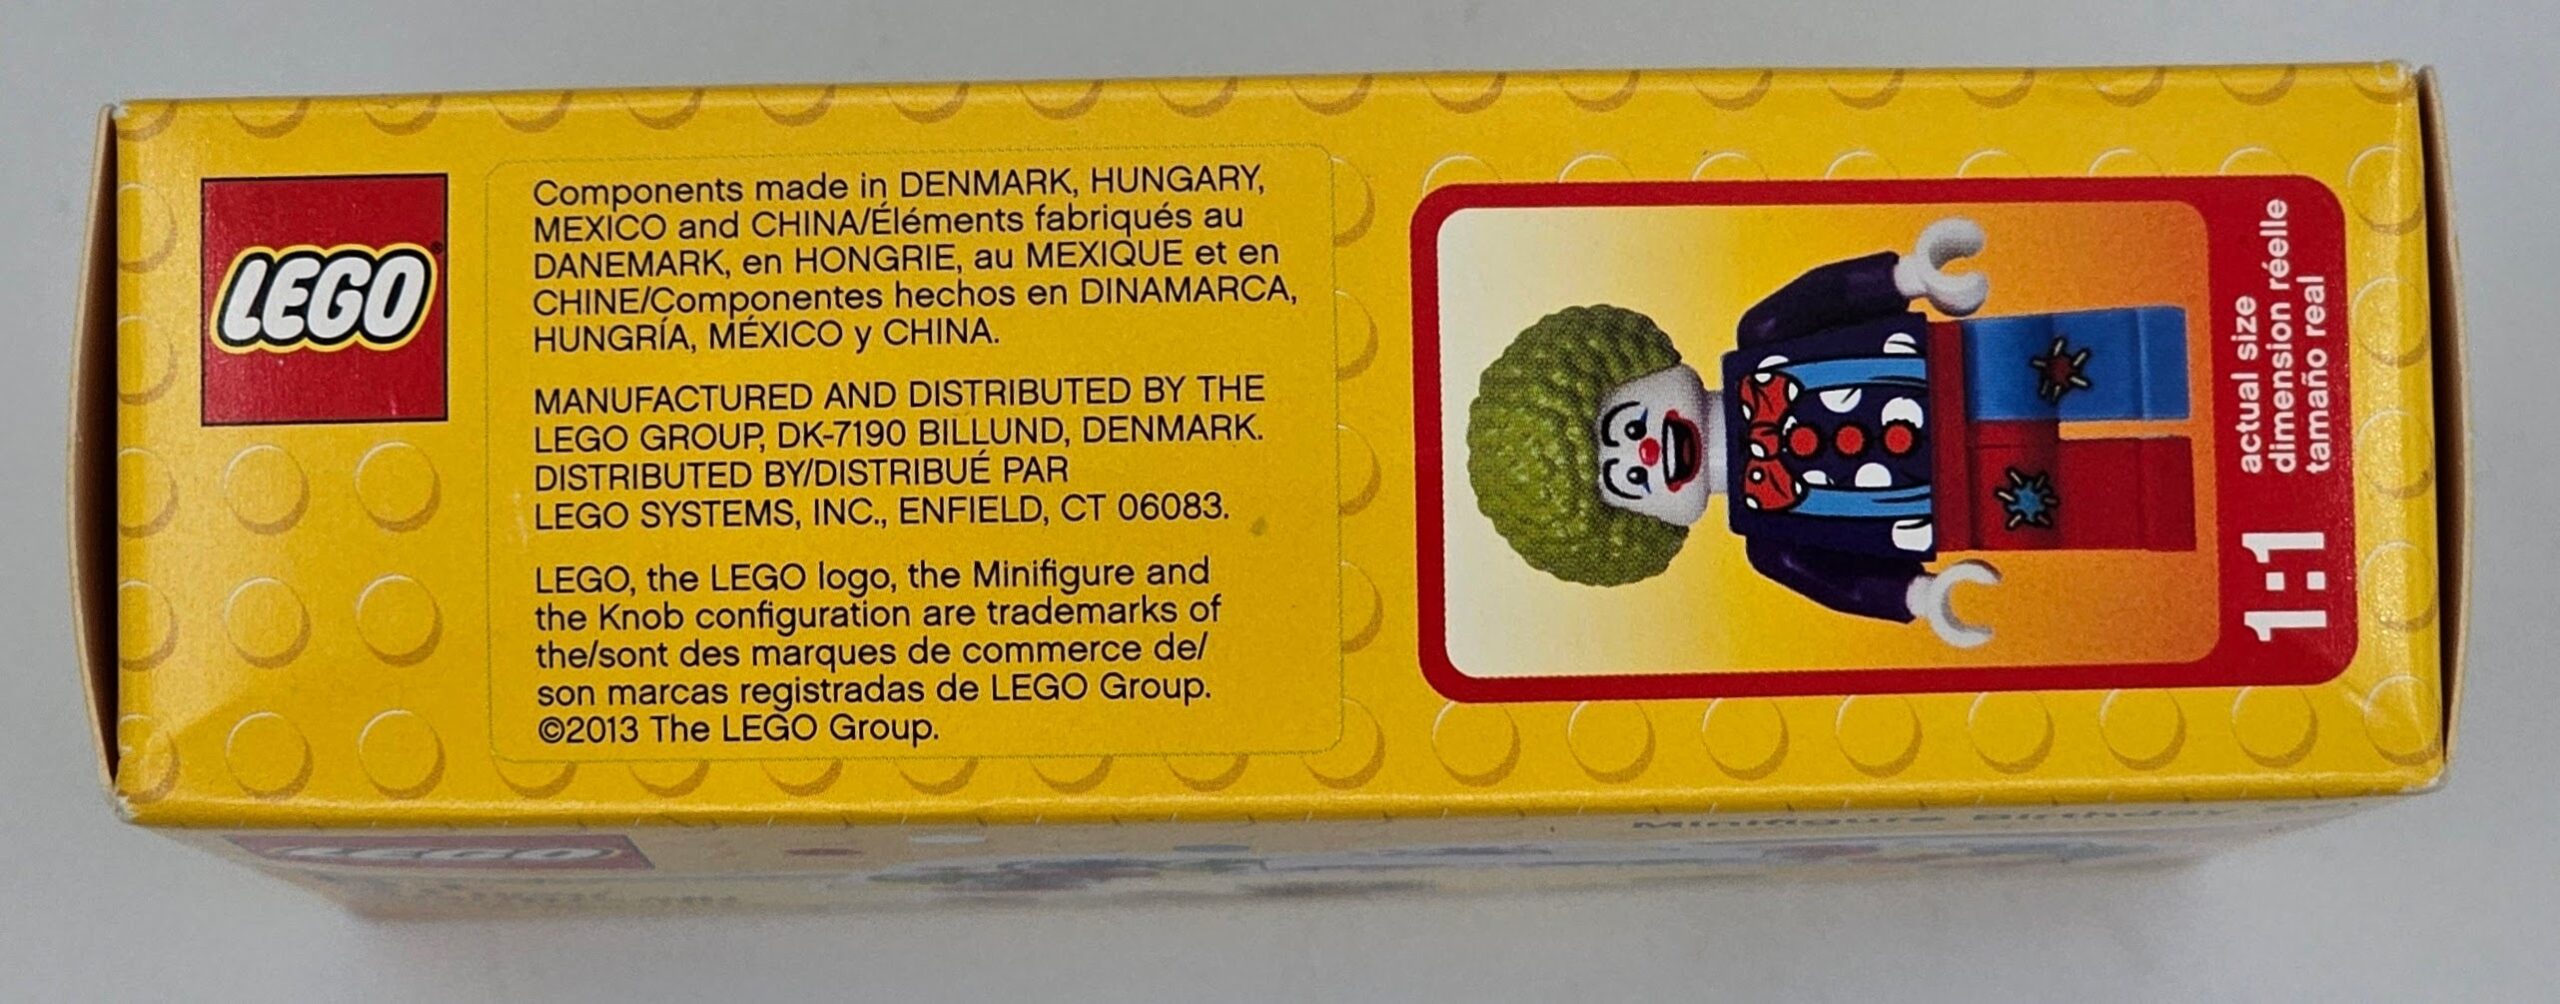 LEGO
Components made in DENMARK, HUNGARY,
MEXICO and CHINA/Éléments fabriqués au
DANEMARK, en HONGRIE, au MEXIQUE et en
CHINE/Componentes hechos en DINAMARCA,
HUNGRÍA, MÉXICO y CHINA.
MANUFACTURED AND DISTRIBUTED BY THE
LEGO GROUP, DK-7190 BILLUND, DENMARK.
DISTRIBUTED BY/DISTRIBUÉ PAR
LEGO SYSTEMS, INC., ENFIELD, CT 06083.
LEGO, the LEGO logo, the Minifigure and
the Knob configuration are trademarks of
the/sont des marques de commerce de/
son marcas registradas de LEGO Group.
©2013 The LEGO Group.
1:1
actual size
dimension réelle
tamaño real
LEGO
Minifigure Birthday